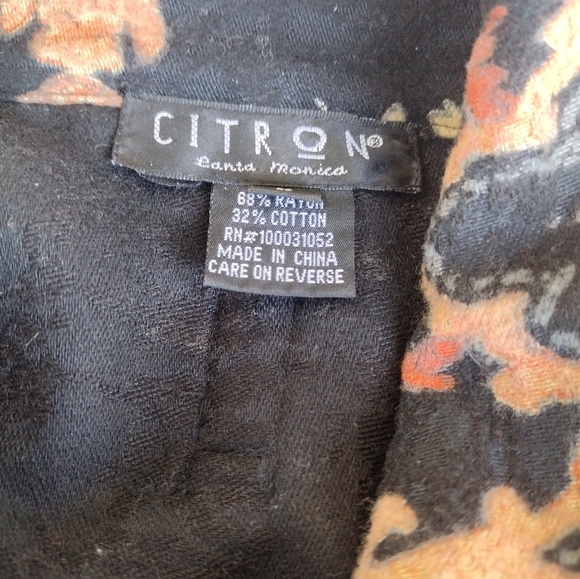 CITRON®
Santa Monica
68% RAYON
32% COTTON
RN#100031052
MADE IN CHINA
CARE ON REVERSE